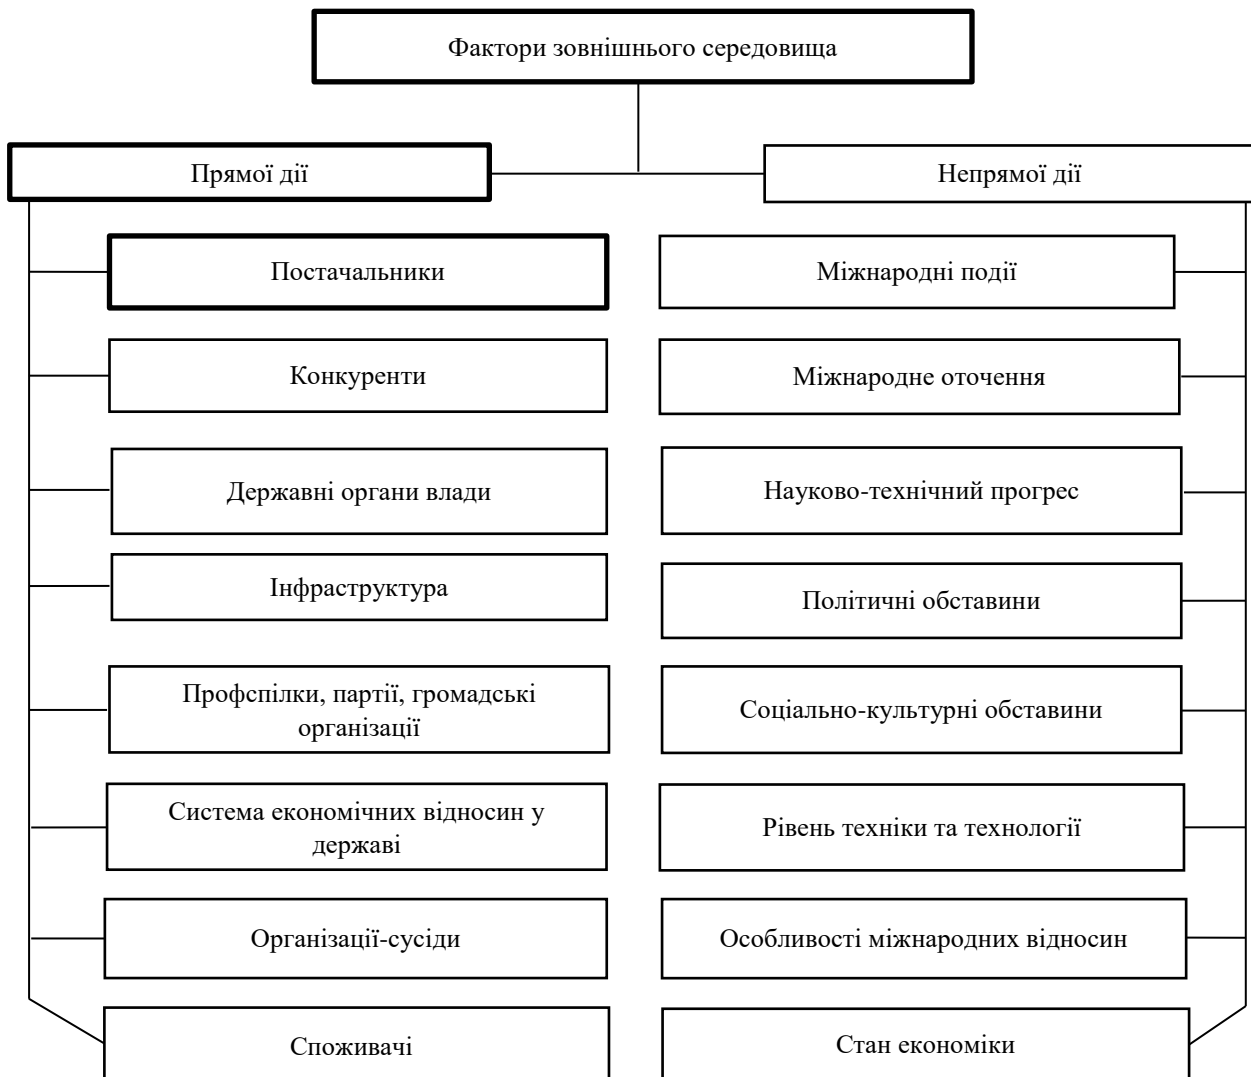 Фактори зовнішнього середовища
Прямої дії
Непрямої дії
Постачальники
Міжнародні події
Конкуренти
Міжнародне оточення
Державні органи влади
Науково-технічний прогрес
Інфраструктура
Політичні обставини
Профспілки, партії, громадські
організації
Соціально-культурні обставини
Система економічних відносин у
державі
Рівень техніки та технології
Організації-сусіди
Особливості міжнародних відносин
Споживачі
Стан економіки